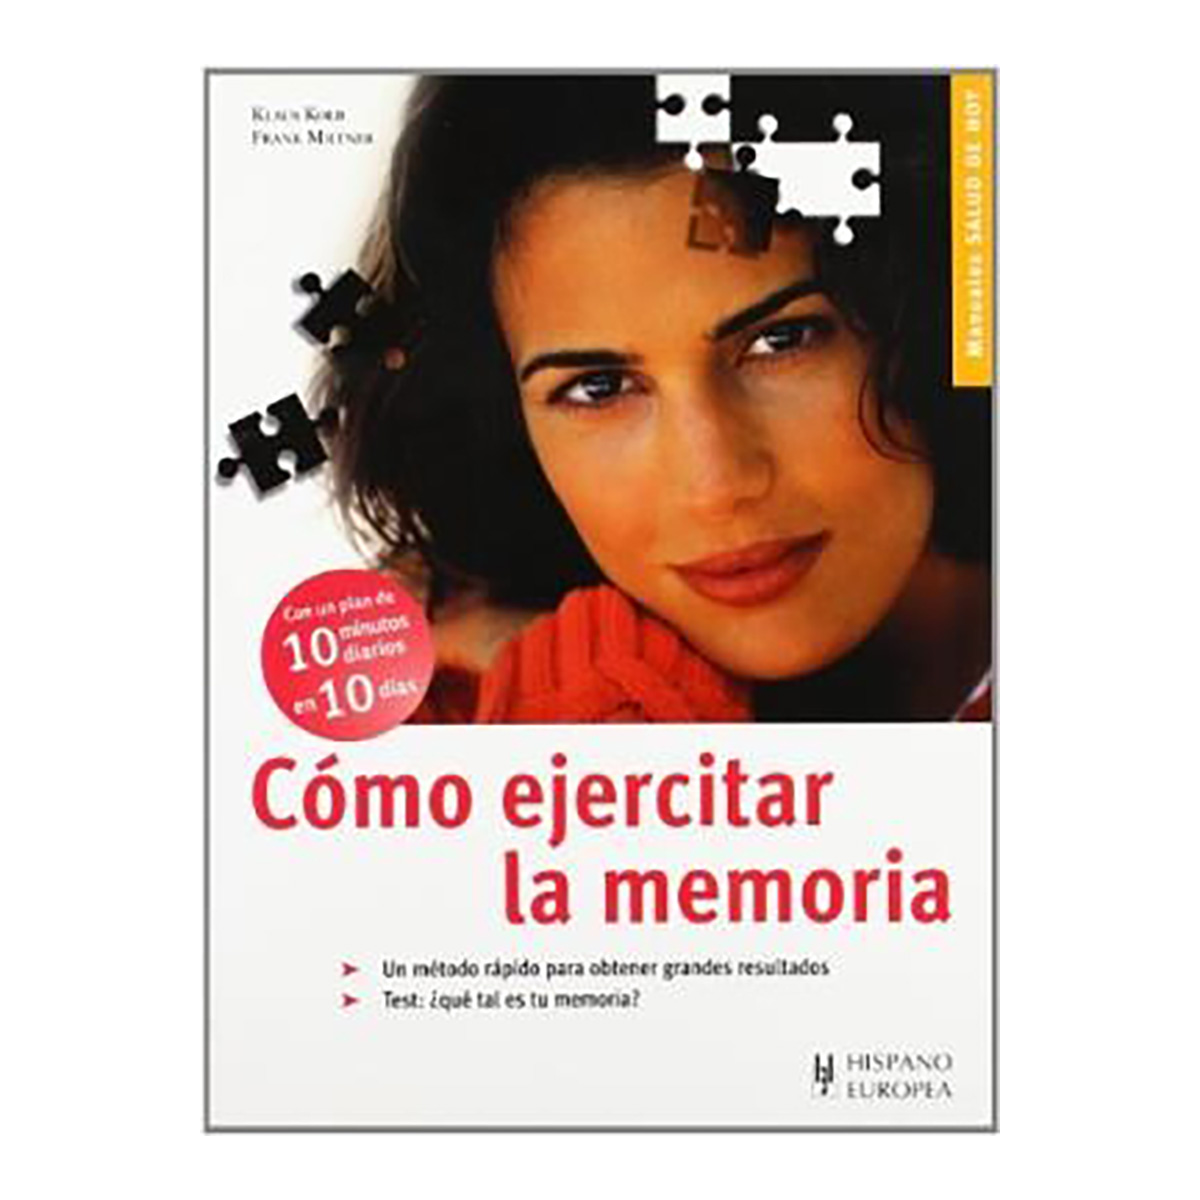 KLAUS KOLB
FRANK MILTNER
Manuales SALUD DE HOY
Con un plan de
10 minutos
diarios
en 10 días
Cómo ejercitar
la memoria
Un método rápido para obtener grandes resultados
Test: ¿qué tal es tu memoria?
HISPANO
EUROPEA